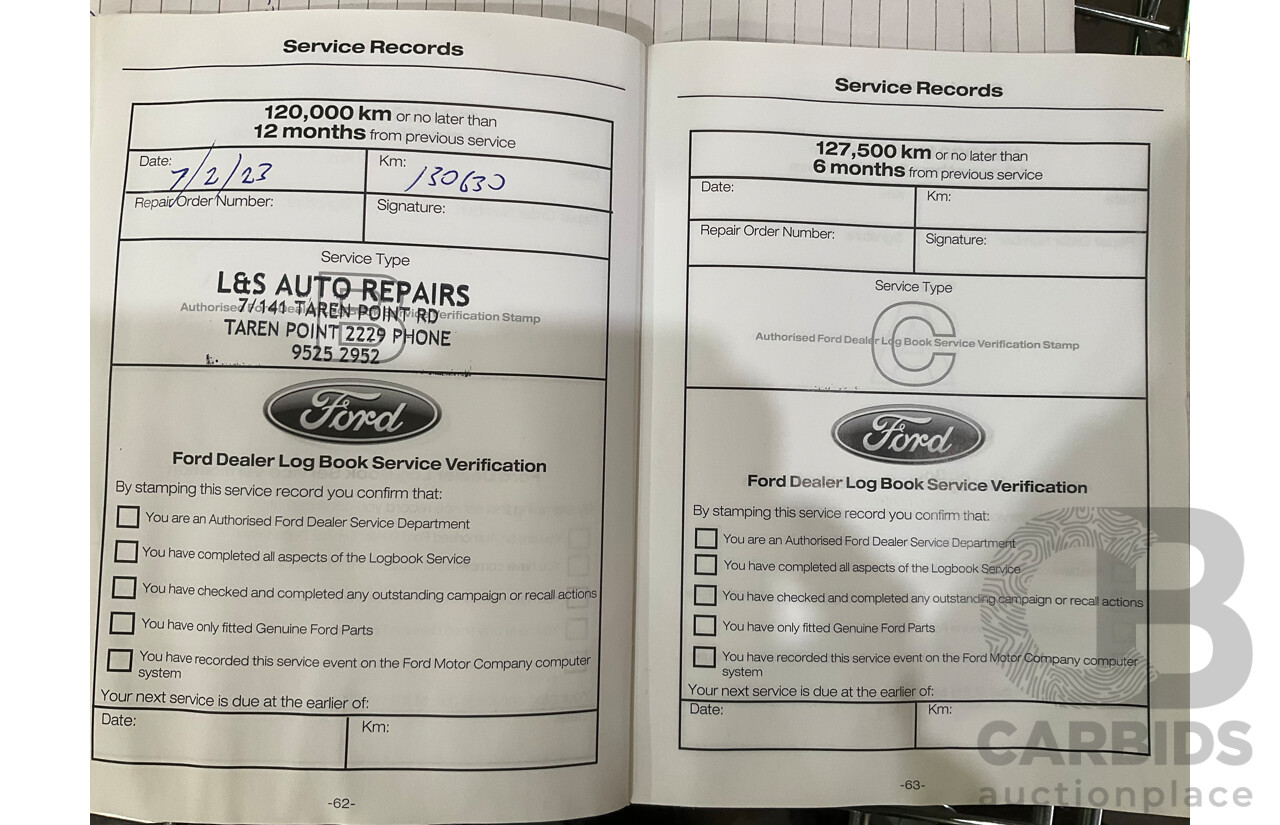 Service Records
120,000 km or no later than
12 months from previous service
Date:
7/2/23
Km:
130630
Repair Order Number:
Signature:
Service Type
B
Authorised Ford Dealer Log Book Service Verification Stamp
L&S AUTO REPAIRS
7/141 TAREN POINT RD
TAREN POINT 2229 PHONE
9525 2952
Ford
Ford Dealer Log Book Service Verification
By stamping this service record you confirm that:
You are an Authorised Ford Dealer Service Department
You have completed all aspects of the Logbook Service
You have checked and completed any outstanding campaign or recall actions
You have only fitted Genuine Ford Parts
You have recorded this service event on the Ford Motor Company computer
system
Your next service is due at the earlier of:
Date:
Km:
-62-
Service Records
127,500 km or no later than
6 months from previous service
Date:
Km:
Repair Order Number:
Signature:
Service Type
C
Authorised Ford Dealer Log Book Service Verification Stamp
Ford
Ford Dealer Log Book Service Verification
By stamping this service record you confirm that:
You are an Authorised Ford Dealer Service Department
You have completed all aspects of the Logbook Service
You have checked and completed any outstanding campaign or recall actions
You have only fitted Genuine Ford Parts
You have recorded this service event on the Ford Motor Company computer
system
Your next service is due at the earlier of:
Date:
Km:
-63-
CB
CARBIDS
auctionplace